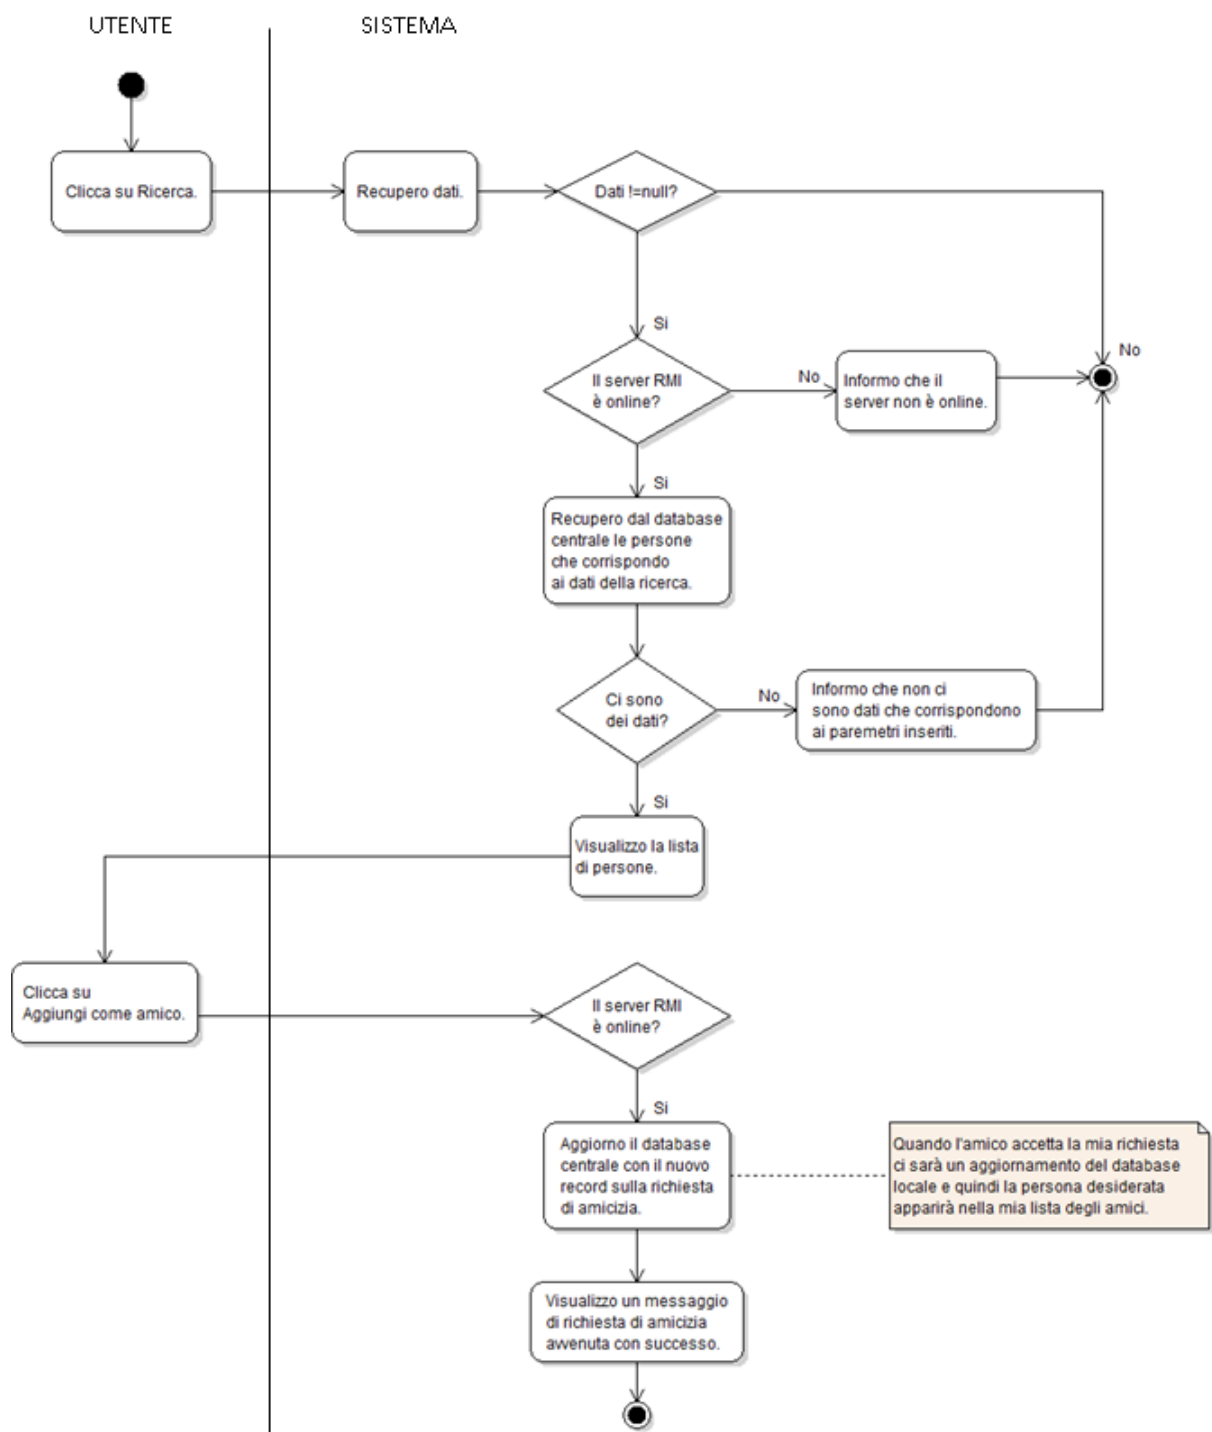 UTENTE
SISTEMA
Clicca su Ricerca.
Recupero dati.
Dati !=null?
Si
No
Il server RMI
è online?
No
Informo che il
server non è online.
Si
Recupero dal database
centrale le persone
che corrispondo
ai dati della ricerca.
Ci sono
dei dati?
No
Informo che non ci
sono dati che corrispondono
ai paremetri inseriti.
Si
Visualizzo la lista
di persone.
Clicca su
Aggiungi come amico.
Il server RMI
è online?
Si
Aggiorno il database
centrale con il nuovo
record sulla richiesta
di amicizia.
Quando l'amico accetta la mia richiesta
ci sarà un aggiornamento del database
locale e quindi la persona desiderata
apparirà nella mia lista degli amici.
Visualizzo un messaggio
di richiesta di amicizia
avvenuta con successo.